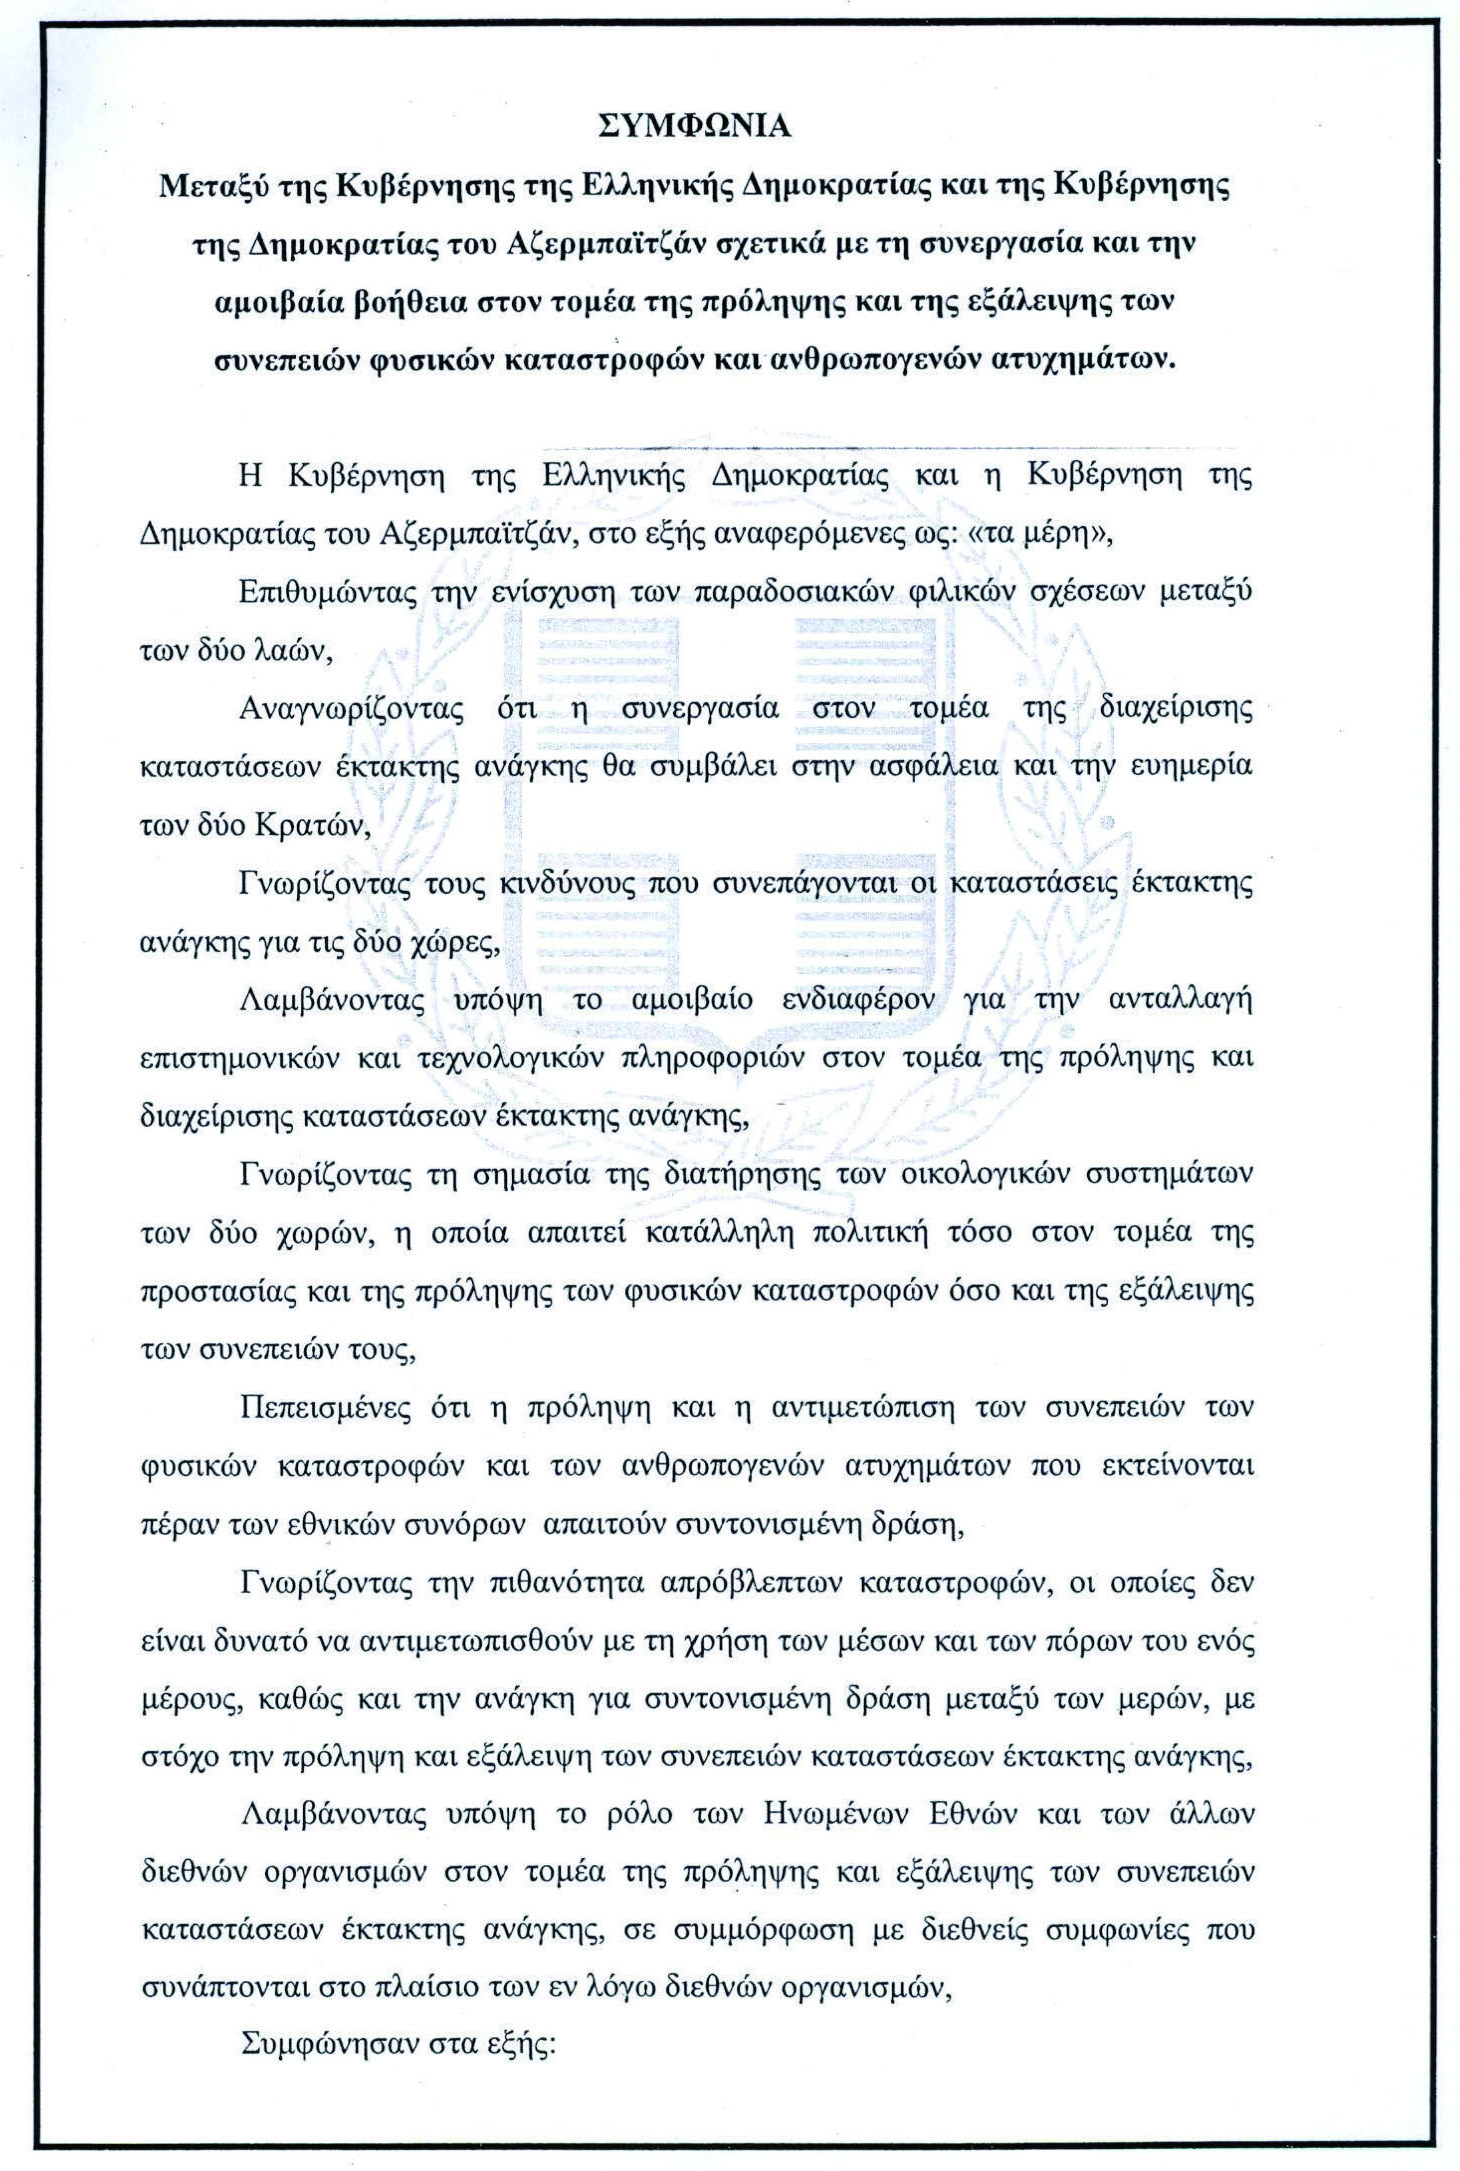 ΣΥΜΦΩΝΙΑ
Μεταξύ της Κυβέρνησης της Ελληνικής Δημοκρατίας και της Κυβέρνησης
της Δημοκρατίας του Αζερμπαϊτζάν σχετικά με τη συνεργασία και την
αμοιβαία βοήθεια στον τομέα της πρόληψης και της εξάλειψης των
συνεπειών φυσικών καταστροφών και ανθρωπογενών ατυχημάτων.
Η Κυβέρνηση της Ελληνικής Δημοκρατίας και η Κυβέρνηση της
Δημοκρατίας του Αζερμπαϊτζάν, στο εξής αναφερόμενες ως: «τα μέρη»,
Επιθυμώντας την ενίσχυση των παραδοσιακών φιλικών σχέσεων μεταξύ
των δύο λαών,
Αναγνωρίζοντας ότι η συνεργασία στον τομέα της διαχείρισης
καταστάσεων έκτακτης ανάγκης θα συμβάλει στην ασφάλεια και την ευημερία
των δύο Κρατών,
Γνωρίζοντας τους κινδύνους που συνεπάγονται οι καταστάσεις έκτακτης
ανάγκης για τις δύο χώρες,
Λαμβάνοντας υπόψη το αμοιβαίο ενδιαφέρον για την ανταλλαγή
επιστημονικών και τεχνολογικών πληροφοριών στον τομέα της πρόληψης και
διαχείρισης καταστάσεων έκτακτης ανάγκης,
Γνωρίζοντας τη σημασία της διατήρησης των οικολογικών συστημάτων
των δύο χωρών, η οποία απαιτεί κατάλληλη πολιτική τόσο στον τομέα της
προστασίας και της πρόληψης των φυσικών καταστροφών όσο και της εξάλειψης
των συνεπειών τους,
Πεπεισμένες ότι η πρόληψη και η αντιμετώπιση των συνεπειών των
φυσικών καταστροφών και των ανθρωπογενών ατυχημάτων που εκτείνονται
πέραν των εθνικών συνόρων απαιτούν συντονισμένη δράση,
Γνωρίζοντας την πιθανότητα απρόβλεπτων καταστροφών, οι οποίες δεν
είναι δυνατό να αντιμετωπισθούν με τη χρήση των μέσων και των πόρων του ενός
μέρους, καθώς και την ανάγκη για συντονισμένη δράση μεταξύ των μερών, με
στόχο την πρόληψη και εξάλειψη των συνεπειών καταστάσεων έκτακτης ανάγκης,
Λαμβάνοντας υπόψη το ρόλο των Ηνωμένων Εθνών και των άλλων
διεθνών οργανισμών στον τομέα της πρόληψης και εξάλειψης των συνεπειών
καταστάσεων έκτακτης ανάγκης, σε συμμόρφωση με διεθνείς συμφωνίες που
συνάπτονται στο πλαίσιο των εν λόγω διεθνών οργανισμών,
Συμφώνησαν στα εξής: